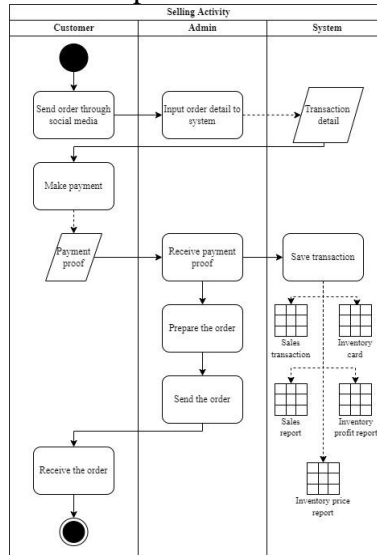 Selling Activity
Customer
Admin
System
Send order through
social media
Input order detail to
system
Transaction
detail
Make payment
Payment
proof
Receive payment
proof
Save transaction
Prepare the order
Sales
transaction
Inventory
card
Send the order
Sales
report
Inventory
profit report
Receive the order
Inventory price
report